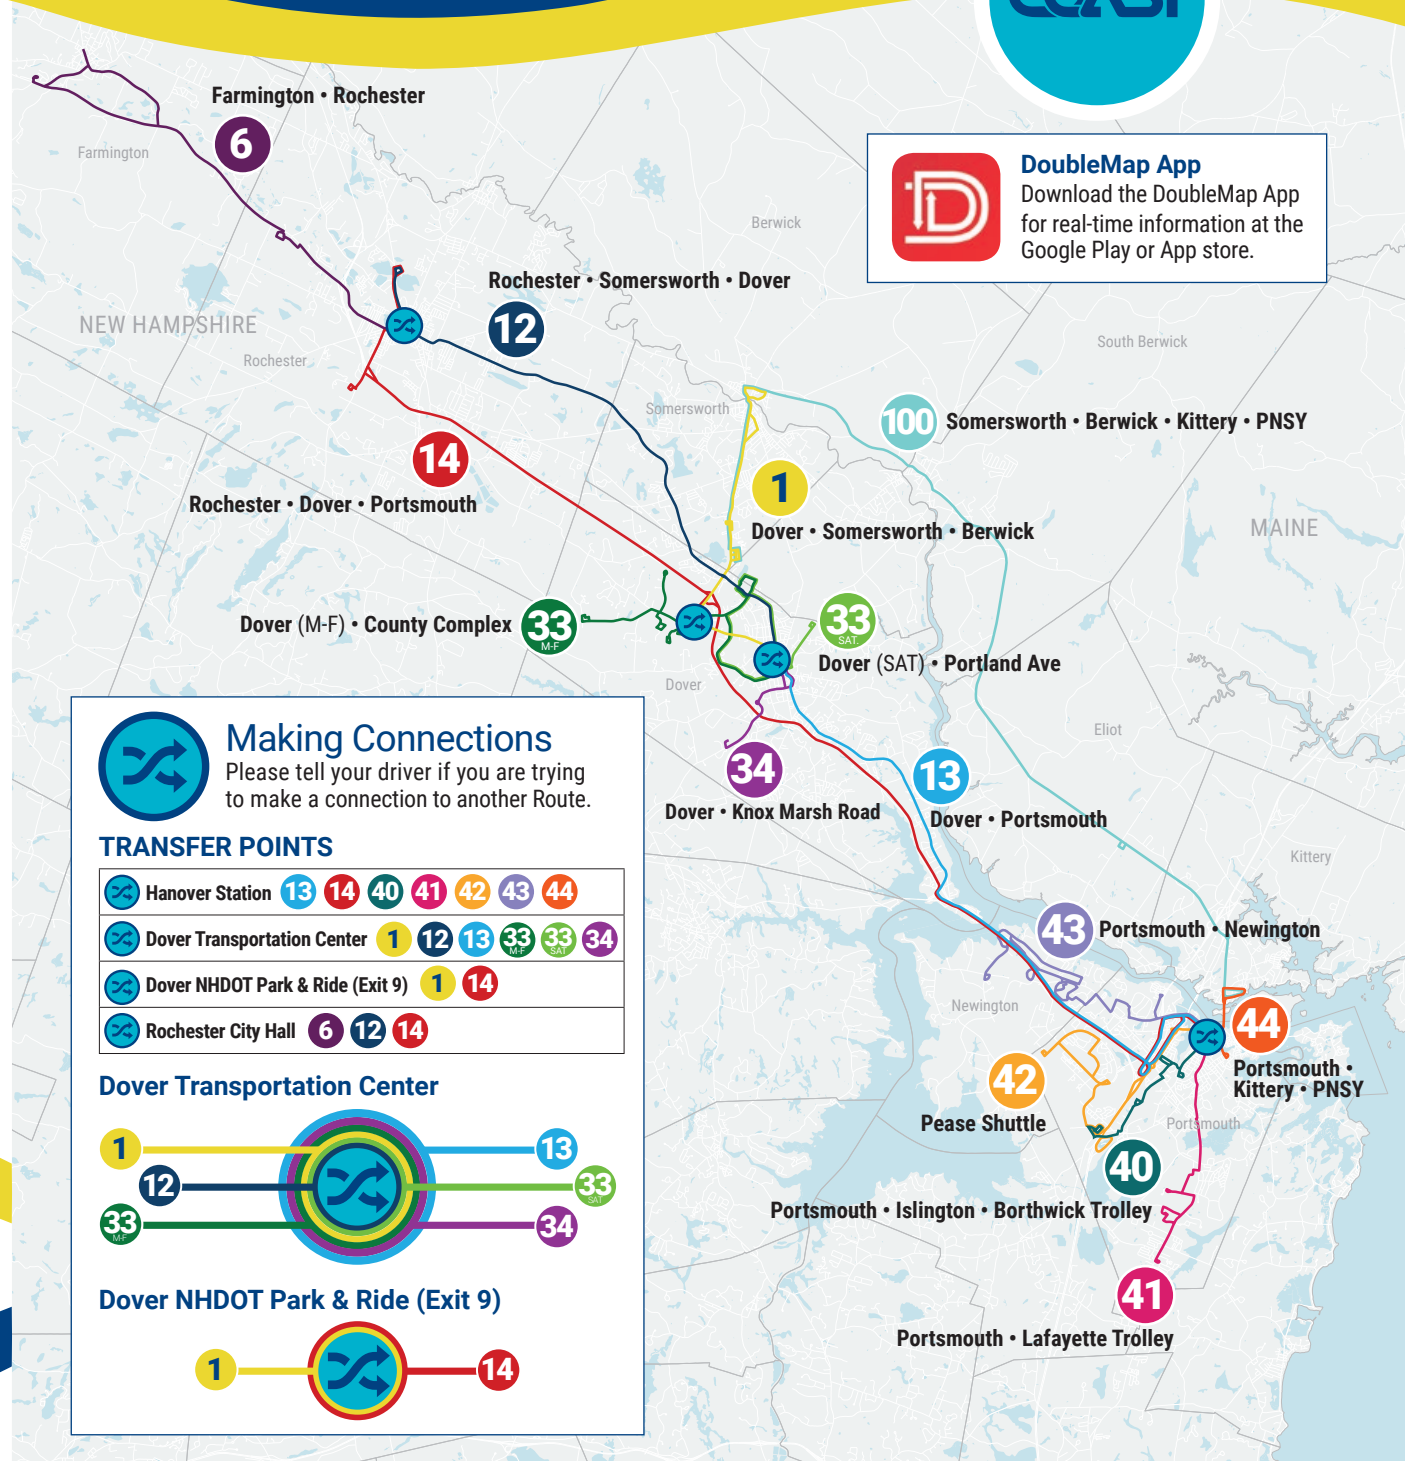 COAST
Farmington • Rochester
6
Farmington
DoubleMap App
Download the DoubleMap App
for real-time information at the
Google Play or App store.
Berwick
Rochester • Somersworth • Dover
12
NEW HAMPSHIRE
Rochester
South Berwick
Somersworth
100 Somersworth • Berwick • Kittery • PNSY
14
Rochester • Dover • Portsmouth
1
Dover • Somersworth • Berwick
MAINE
Dover (M-F) • County Complex 33
M-F
33
SAT.
Dover (SAT) • Portland Ave
Dover
Eliot
34
Dover • Knox Marsh Road
13
Dover • Portsmouth
Kittery
Making Connections
Please tell your driver if you are trying
to make a connection to another Route.
TRANSFER POINTS
Hanover Station 13 14 40 41 42 43 44
Dover Transportation Center 1 12 13 33 M-F 33 SAT 34
Dover NHDOT Park & Ride (Exit 9) 1 14
Rochester City Hall 6 12 14
Dover Transportation Center
1
13
12
33
SAT
33
M-F
34
Dover NHDOT Park & Ride (Exit 9)
1
14
43 Portsmouth • Newington
Newington
44
Portsmouth •
Kittery • PNSY
42
Pease Shuttle
Portsmouth
40
Portsmouth • Islington • Borthwick Trolley
41
Portsmouth • Lafayette Trolley